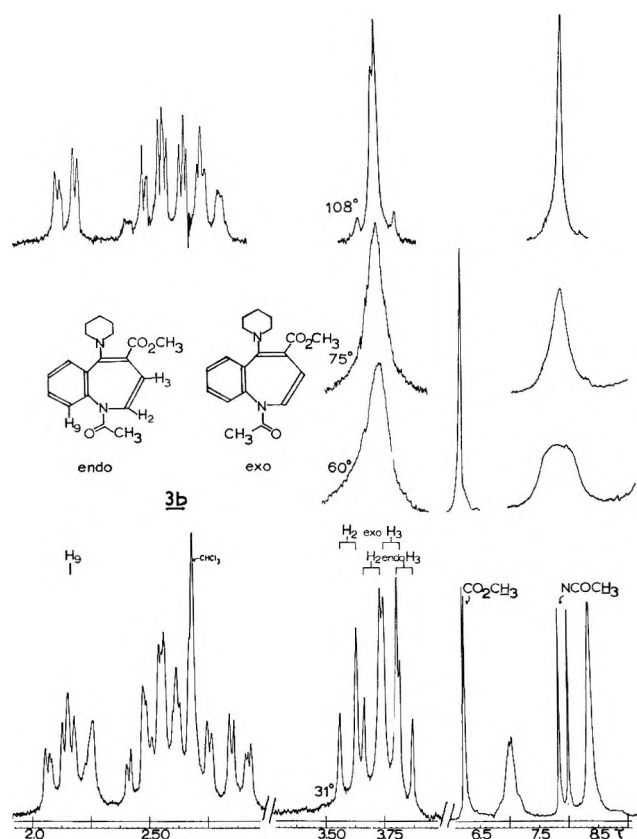 108°
N
CO₂CH₃
H₃
H₂
N
H₉
O
CH₃
endo
N
CO₂CH₃
N
CH₃
O
exo
75°
60°
3b
H₉
CHCl₃
H₂ exo H₃
H₂ endo H₃
CO₂CH₃
NCOCH₃
31°
2.0 2.50 3.50 3.75 6.5 7.5 8.5 τ